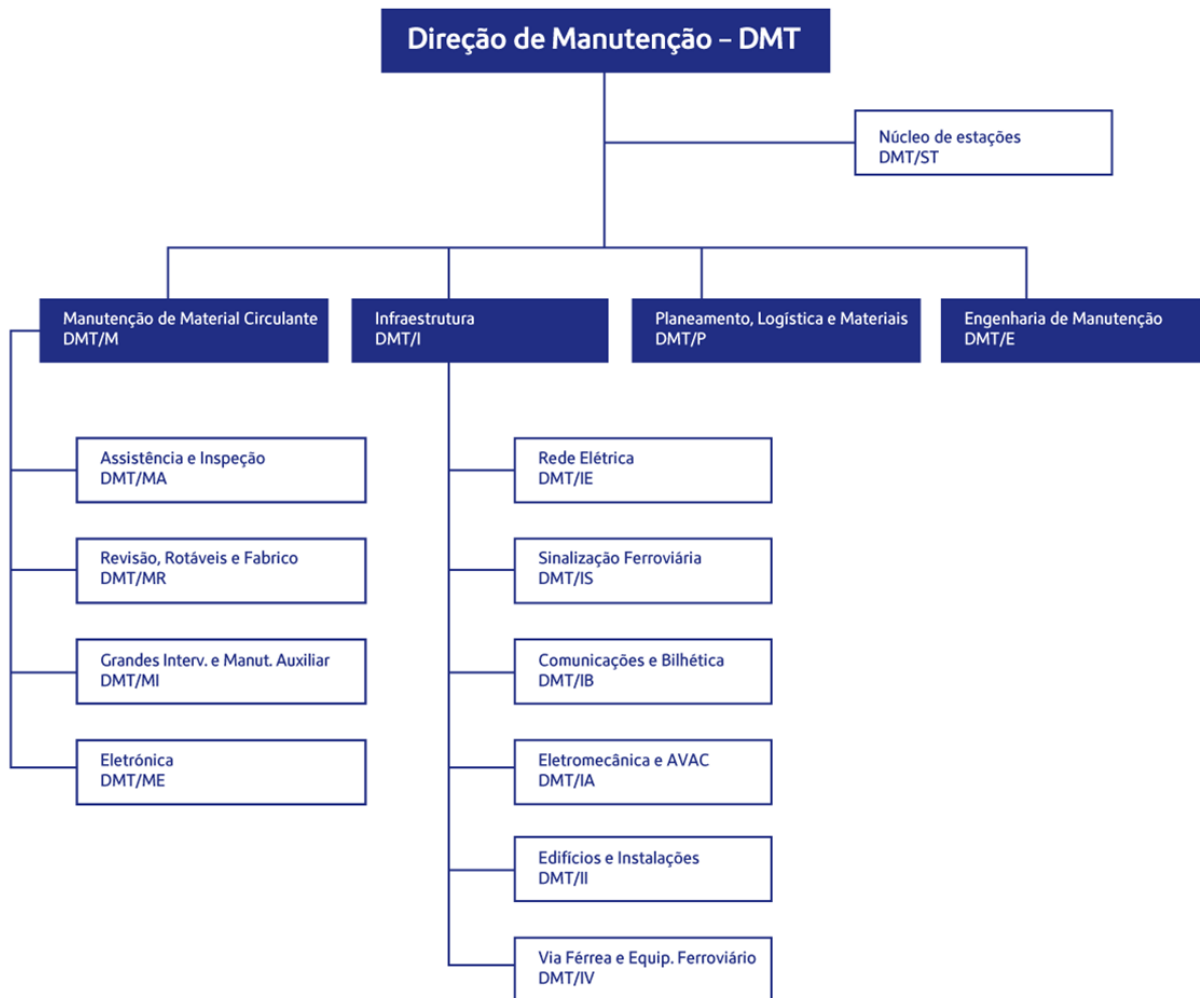 Direção de Manutenção – DMT
Núcleo de estações
DMT/ST
Manutenção de Material Circulante
DMT/M
Infraestrutura
DMT/I
Planeamento, Logística e Materiais
DMT/P
Engenharia de Manutenção
DMT/E
Assistência e Inspeção
DMT/MA
Revisão, Rotáveis e Fabrico
DMT/MR
Grandes Interv. e Manut. Auxiliar
DMT/MI
Eletrónica
DMT/ME
Rede Elétrica
DMT/IE
Sinalização Ferroviária
DMT/IS
Comunicações e Bilhética
DMT/IB
Eletromecânica e AVAC
DMT/IA
Edifícios e Instalações
DMT/II
Via Férrea e Equip. Ferroviário
DMT/IV